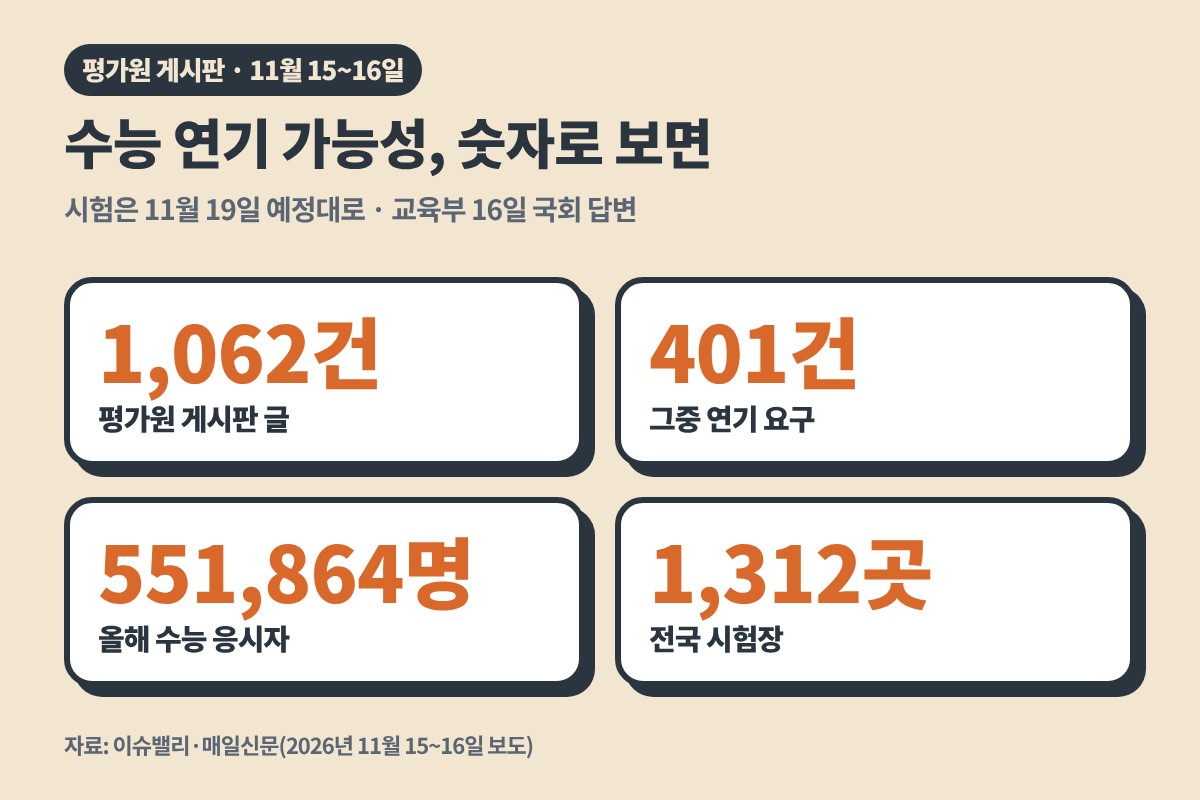 평가원 게시판 · 11월 15~16일
수능 연기 가능성, 숫자로 보면
시험은 11월 19일 예정대로 · 교육부 16일 국회 답변
1,062건
평가원 게시판 글
401건
그중 연기 요구
551,864명
올해 수능 응시자
1,312곳
전국 시험장
자료: 이슈밸리·매일신문(2026년 11월 15~16일 보도)